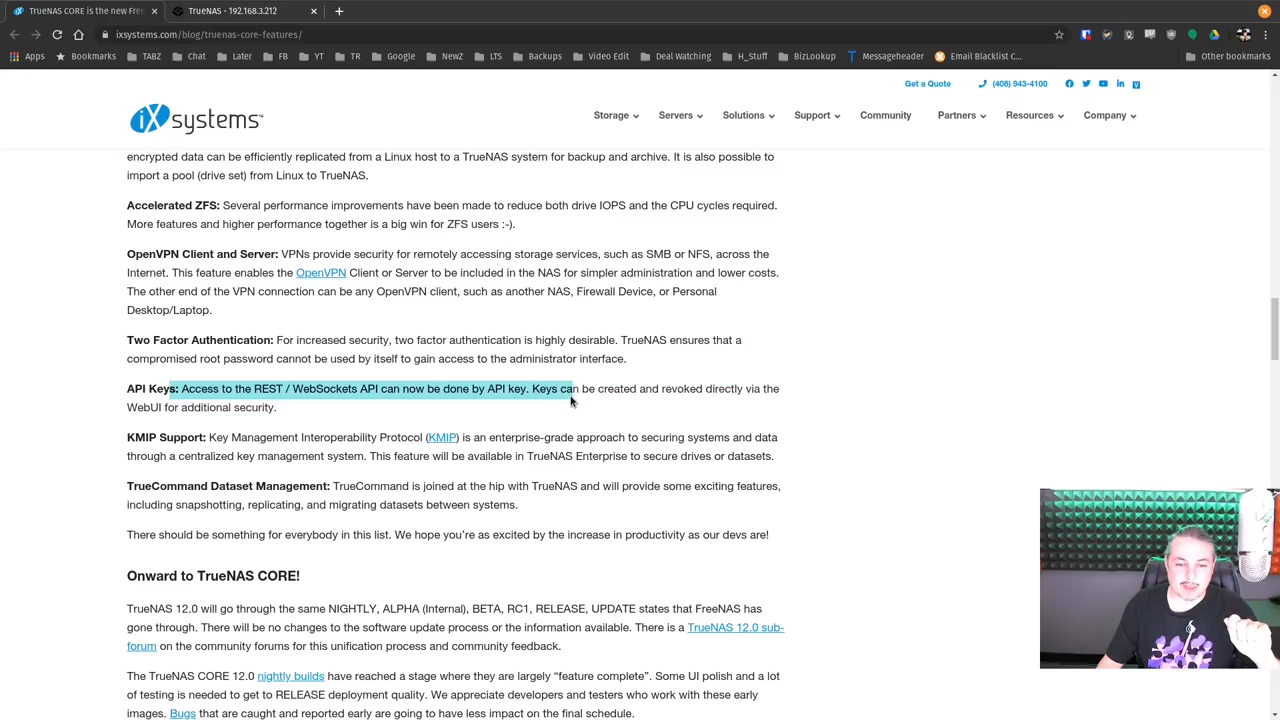 TrueNAS CORE is the new Fre
TrueNAS - 192.168.3.212
ixsystems.com/blog/truenas-core-features/
Apps Bookmarks TABZ Chat Later FB YT TR Google NewZ LTS Backups Video Edit Deal Watching H_Stuff BizLookup Messageheader Email Blacklist C... Other bookmarks
Get a Quote (408) 943-4100
iXsystems
Storage Servers Solutions Support Community Partners Resources Company
encrypted data can be efficiently replicated from a Linux host to a TrueNAS system for backup and archive. It is also possible to
import a pool (drive set) from Linux to TrueNAS.
Accelerated ZFS: Several performance improvements have been made to reduce both drive IOPS and the CPU cycles required.
More features and higher performance together is a big win for ZFS users :-).
OpenVPN Client and Server: VPNs provide security for remotely accessing storage services, such as SMB or NFS, across the
Internet. This feature enables the OpenVPN Client or Server to be included in the NAS for simpler administration and lower costs.
The other end of the VPN connection can be any OpenVPN client, such as another NAS, Firewall Device, or Personal
Desktop/Laptop.
Two Factor Authentication: For increased security, two factor authentication is highly desirable. TrueNAS ensures that a
compromised root password cannot be used by itself to gain access to the administrator interface.
API Keys: Access to the REST / WebSockets API can now be done by API key. Keys can be created and revoked directly via the
WebUI for additional security.
KMIP Support: Key Management Interoperability Protocol (KMIP) is an enterprise-grade approach to securing systems and data
through a centralized key management system. This feature will be available in TrueNAS Enterprise to secure drives or datasets.
TrueCommand Dataset Management: TrueCommand is joined at the hip with TrueNAS and will provide some exciting features,
including snapshotting, replicating, and migrating datasets between systems.
There should be something for everybody in this list. We hope you're as excited by the increase in productivity as our devs are!
Onward to TrueNAS CORE!
TrueNAS 12.0 will go through the same NIGHTLY, ALPHA (Internal), BETA, RC1, RELEASE, UPDATE states that FreeNAS has
gone through. There will be no changes to the software update process or the information available. There is a TrueNAS 12.0 sub-
forum on the community forums for this unification process and community feedback.
The TrueNAS CORE 12.0 nightly builds have reached a stage where they are largely “feature complete”. Some UI polish and a lot
of testing is needed to get to RELEASE deployment quality. We appreciate developers and testers who work with these early
images. Bugs that are caught and reported early are going to have less impact on the final schedule.